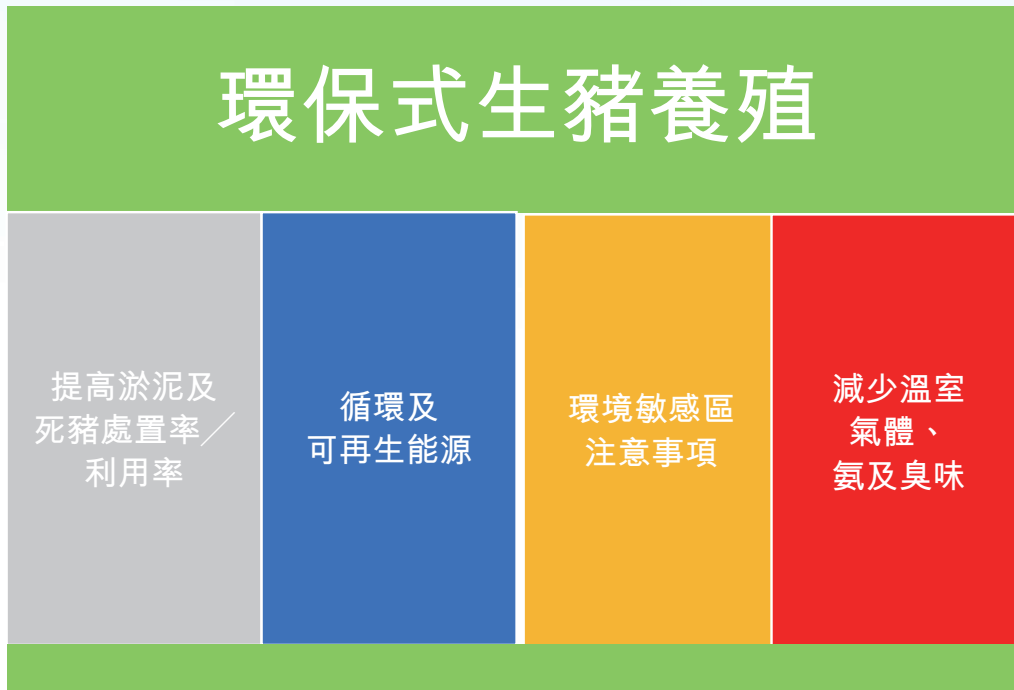 環保式生豬養殖
提高淤泥及
死豬處置率／
利用率
循環及
可再生能源
環境敏感區
注意事項
減少溫室
氣體、
氨及臭味